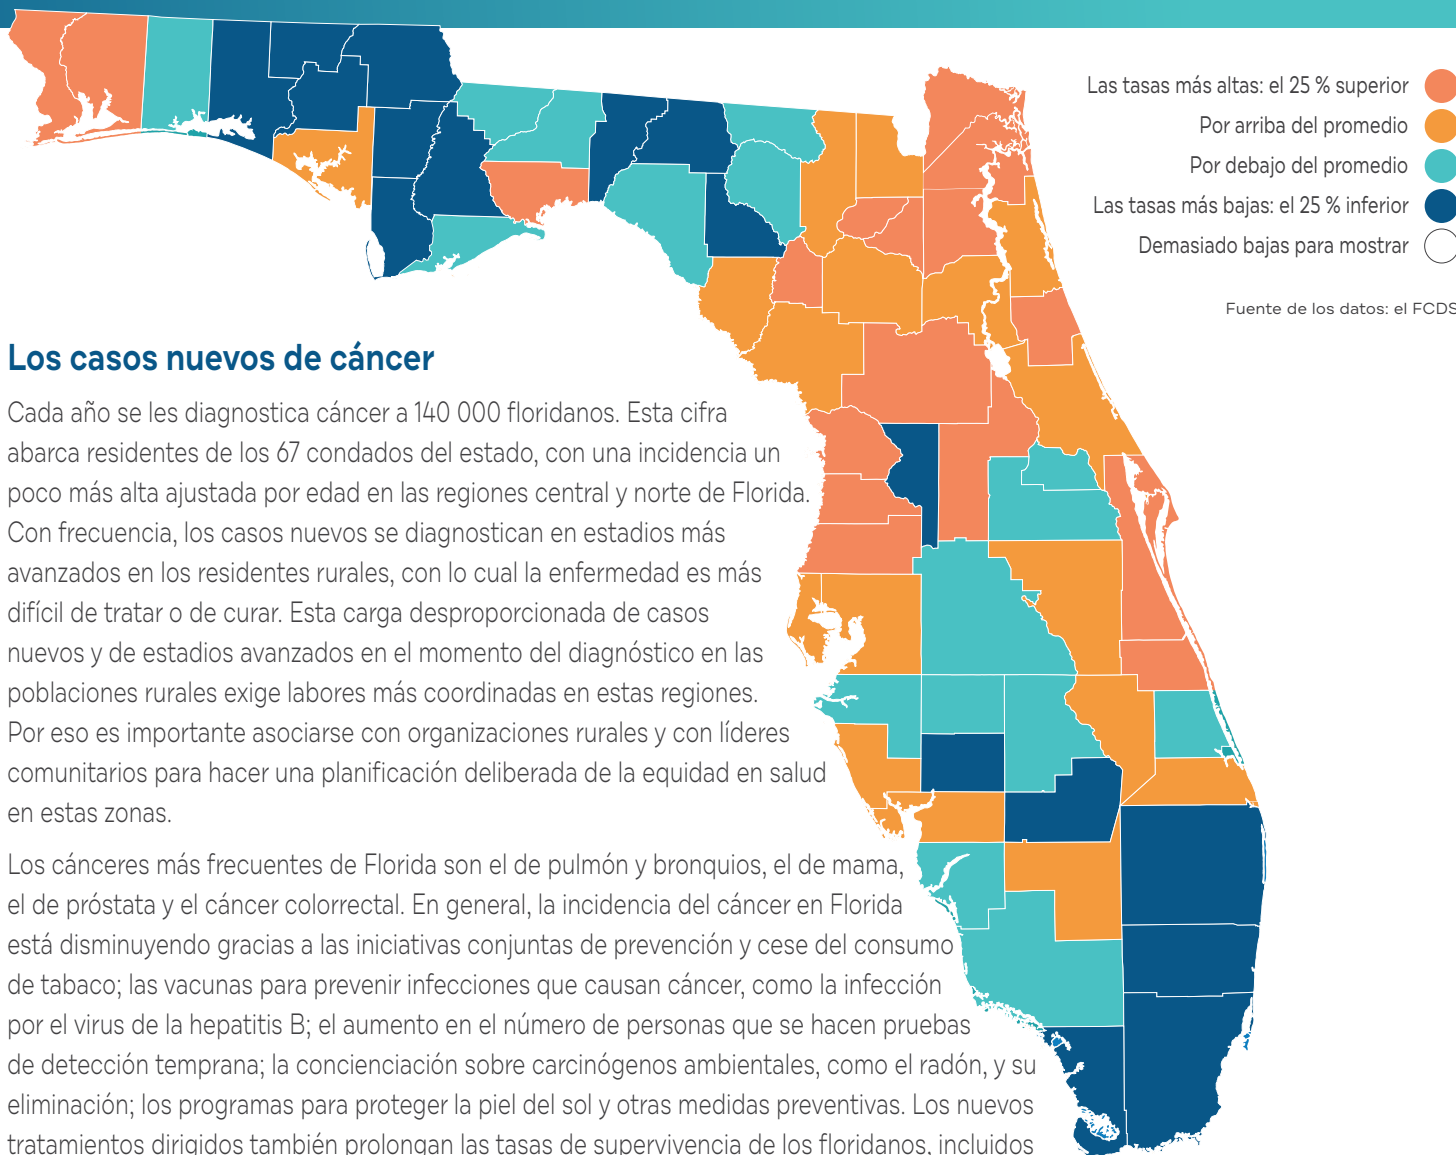 Las tasas más altas: el 25 % superior
Por arriba del promedio
Por debajo del promedio
Las tasas más bajas: el 25 % inferior
Demasiado bajas para mostrar
Fuente de los datos: el FCDS
Los casos nuevos de cáncer
Cada año se les diagnostica cáncer a 140 000 floridanos. Esta cifra
abarca residentes de los 67 condados del estado, con una incidencia un
poco más alta ajustada por edad en las regiones central y norte de Florida.
Con frecuencia, los casos nuevos se diagnostican en estadios más
avanzados en los residentes rurales, con lo cual la enfermedad es más
difícil de tratar o de curar. Esta carga desproporcionada de casos
nuevos y de estadios avanzados en el momento del diagnóstico en las
poblaciones rurales exige labores más coordinadas en estas regiones.
Por eso es importante asociarse con organizaciones rurales y con líderes
comunitarios para hacer una planificación deliberada de la equidad en salud
en estas zonas.
Los cánceres más frecuentes de Florida son el de pulmón y bronquios, el de mama,
el de próstata y el cáncer colorrectal. En general, la incidencia del cáncer en Florida
está disminuyendo gracias a las iniciativas conjuntas de prevención y cese del consumo
de tabaco; las vacunas para prevenir infecciones que causan cáncer, como la infección
por el virus de la hepatitis B; el aumento en el número de personas que se hacen pruebas
de detección temprana; la concienciación sobre carcinógenos ambientales, como el radón, y su
eliminación; los programas para proteger la piel del sol y otras medidas preventivas. Los nuevos
tratamientos dirigidos también prolongan las tasas de supervivencia de los floridanos, incluidos